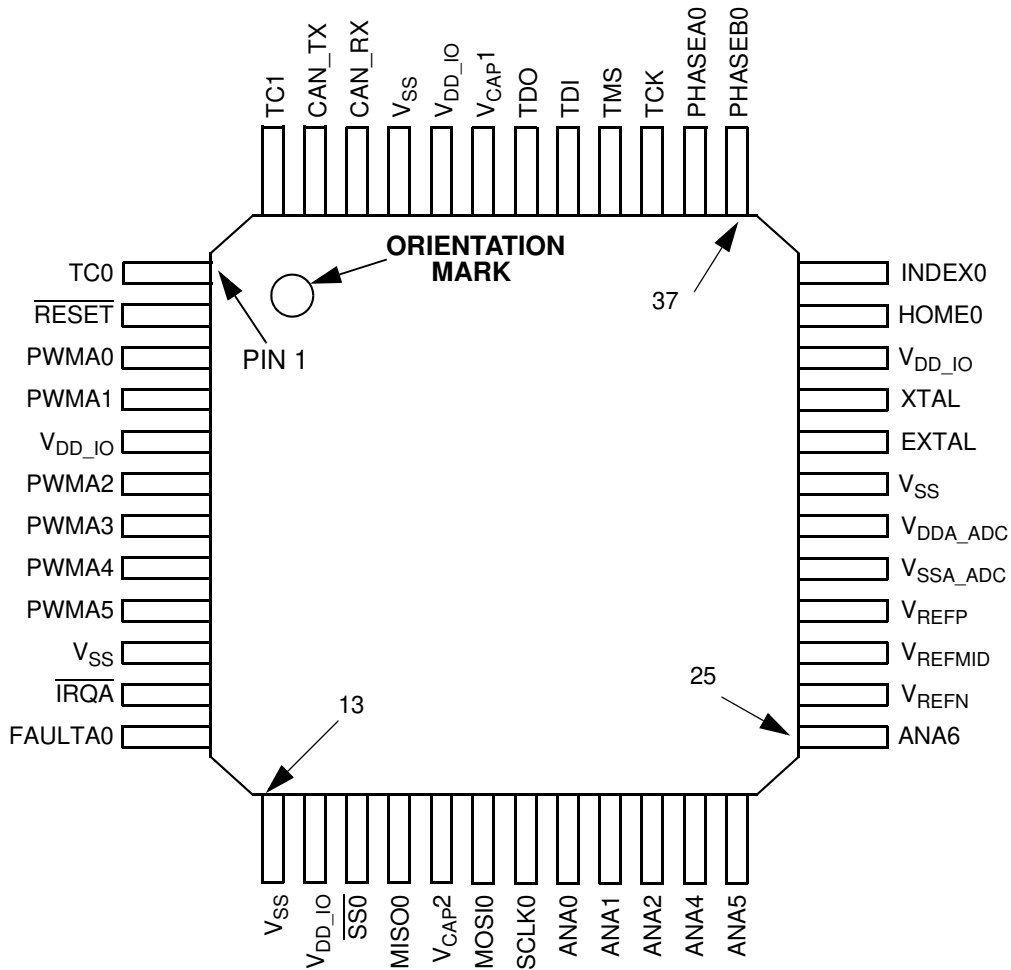 TC1
CAN_TX
CAN_RX
VSS
VDD_IO
VCAP1
TDO
TDI
TMS
TCK
PHASEA0
PHASEB0
ORIENTATION
MARK
37
PIN 1
TC0
RESET
PWMA0
PWMA1
VDD_IO
PWMA2
PWMA3
PWMA4
PWMA5
VSS
IRQA
FAULTA0
INDEX0
HOME0
VDD_IO
XTAL
EXTAL
VSS
VDDA_ADC
VSSA_ADC
VREFP
VREFMID
VREFN
ANA6
25
13
VSS
VDD_IO
SS0
MISO0
VCAP2
MOSI0
SCLK0
ANA0
ANA1
ANA2
ANA4
ANA5